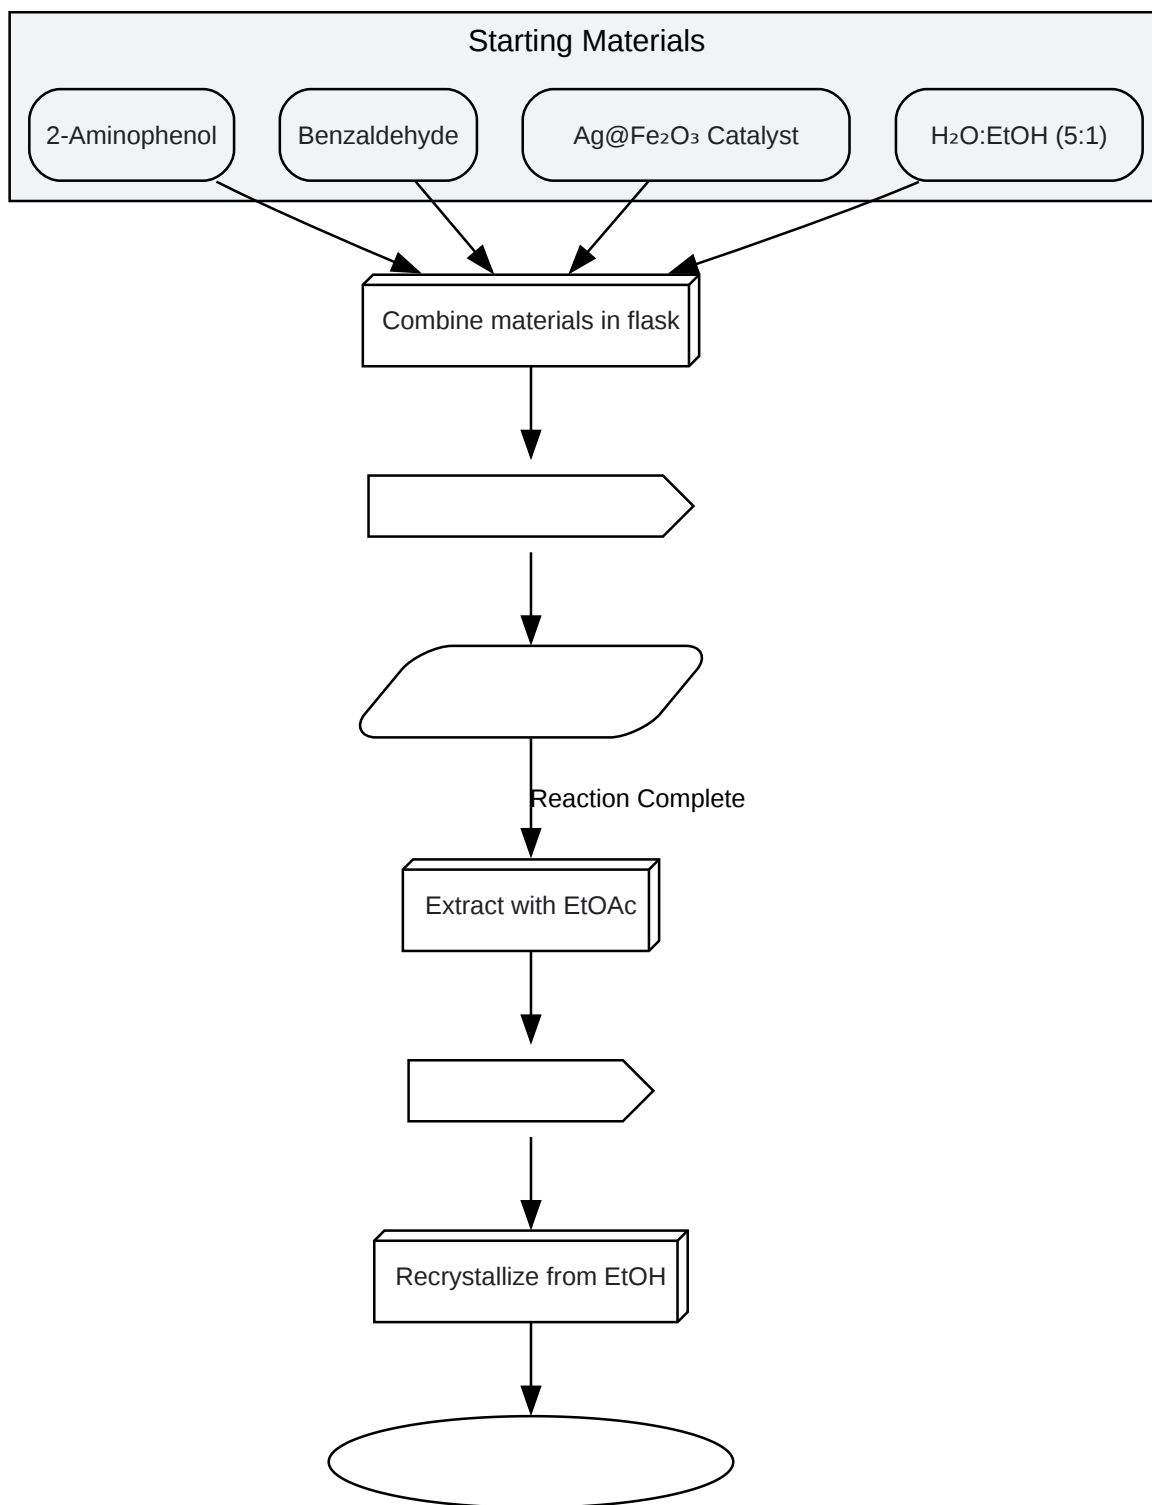 Starting Materials
2-Aminophenol
Benzaldehyde
Ag@Fe₂O₃ Catalyst
H₂O:EtOH (5:1)
Combine materials in flask
Reaction Complete
Extract with EtOAc
Recrystallize from EtOH